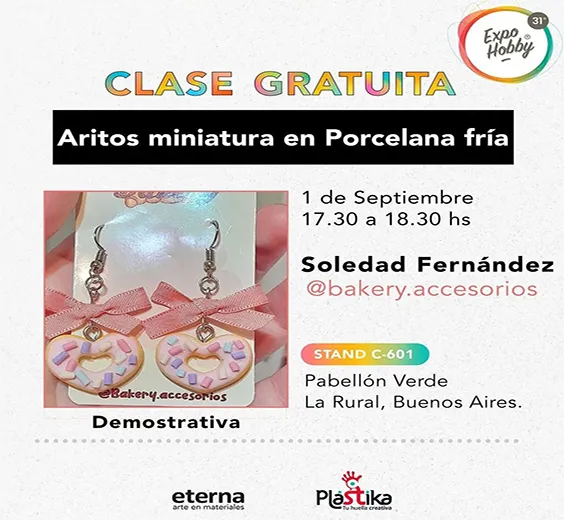 31°
Expo
Hobby®
CLASE GRATUITA
Aritos miniatura en Porcelana fría
1 de Septiembre
17.30 a 18.30 hs
Soledad Fernández
@bakery.accesorios
STAND C-601
Pabellón Verde
La Rural, Buenos Aires.
@Bakery.accesorios
Demostrativa
eterna
arte en materiales
Plástika
Tu huella creativa